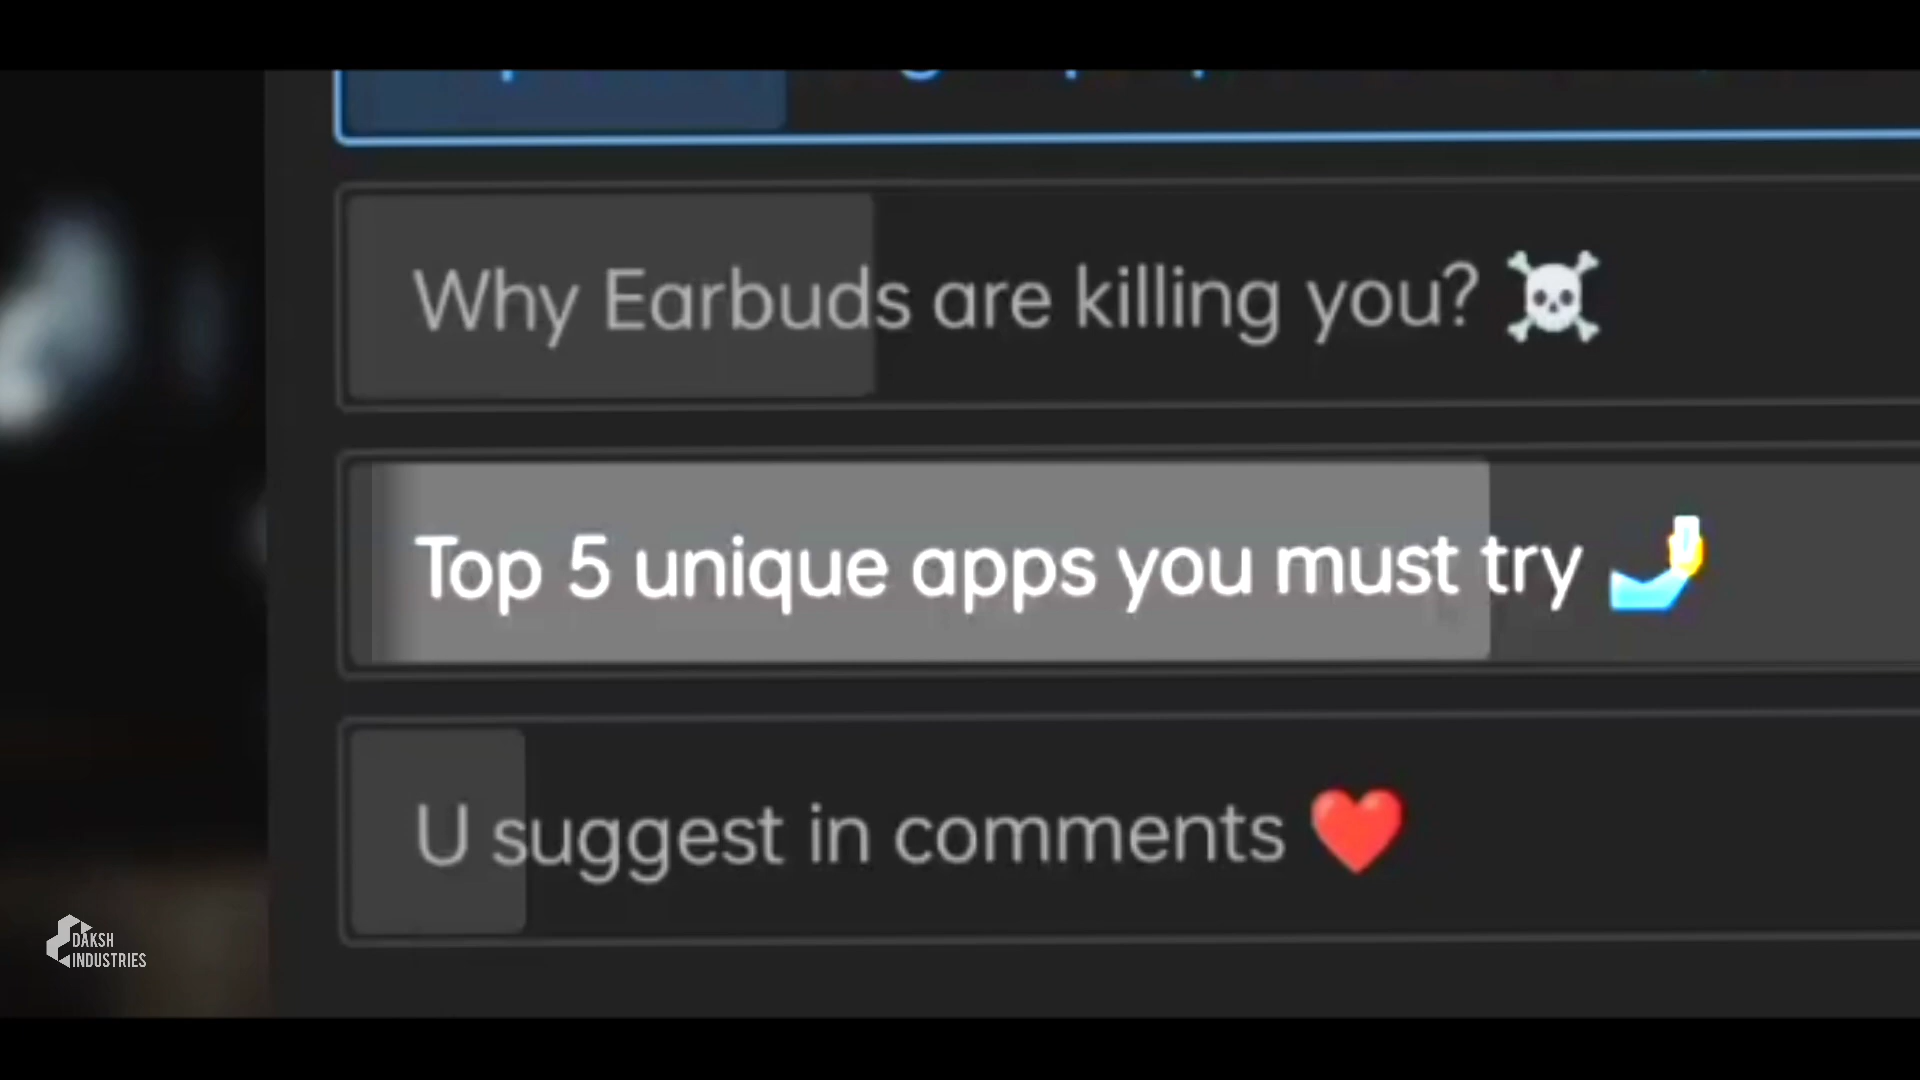 Why Earbuds are killing you? ☠️
Top 5 unique apps you must try 🤳
U suggest in comments ❤️
DAKSH
INDUSTRIES